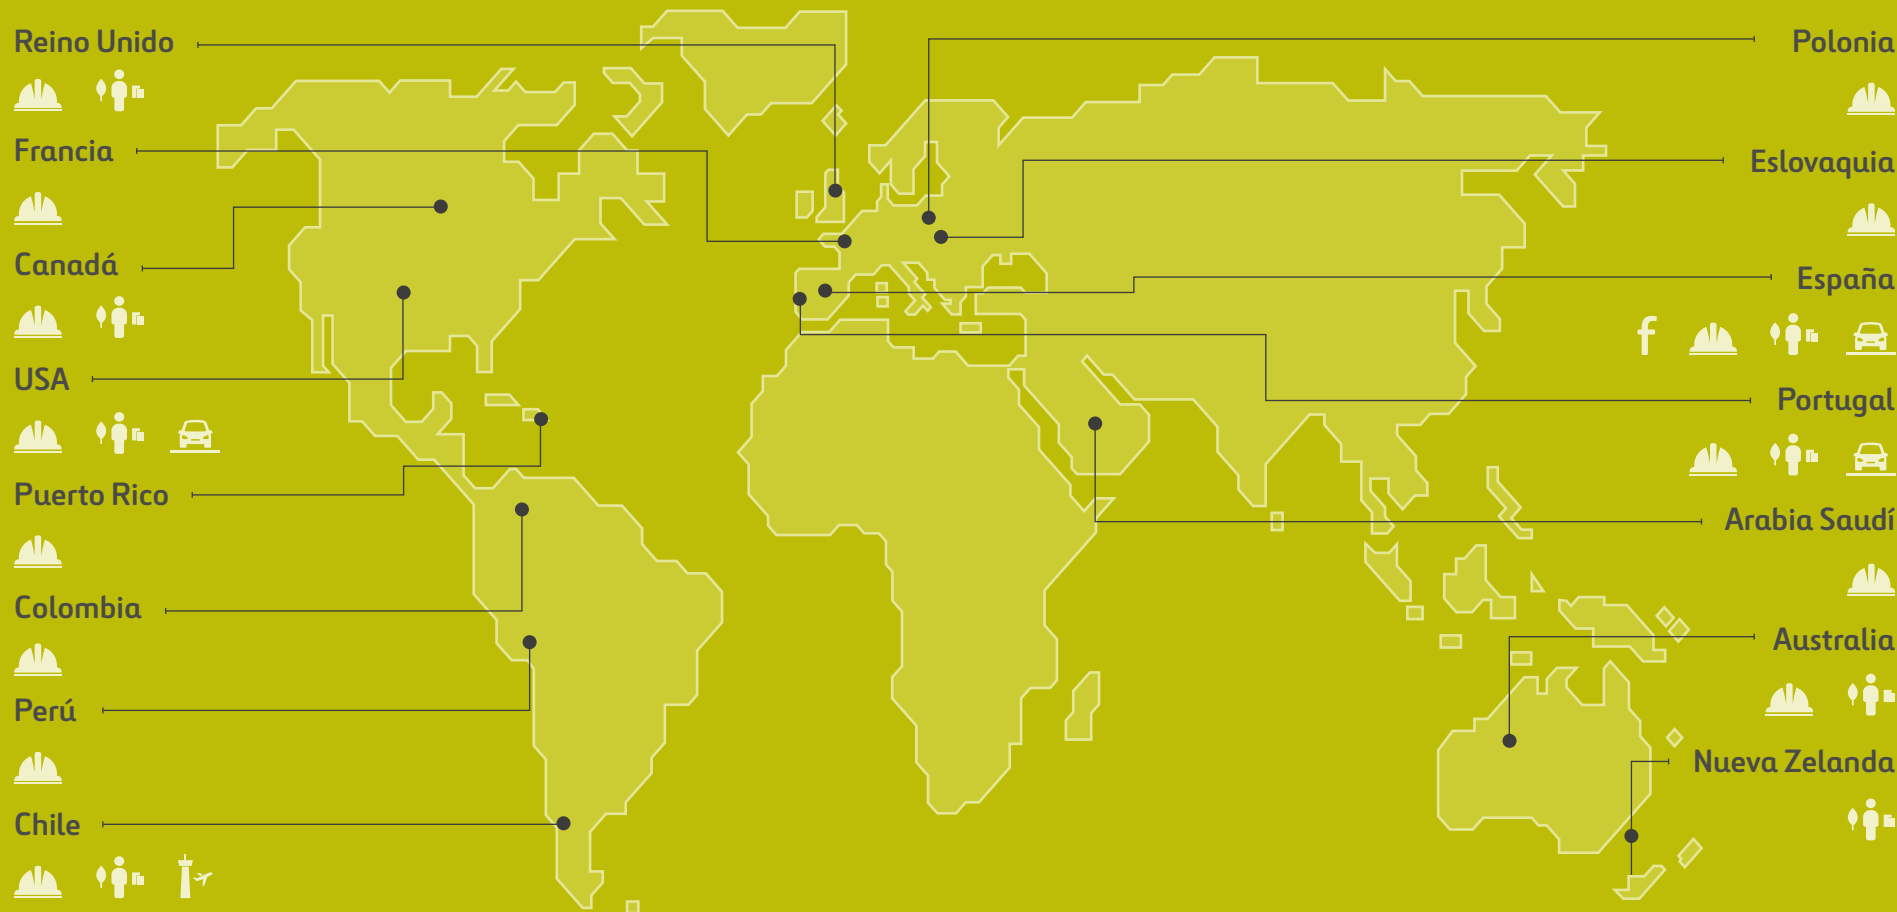 Reino Unido
Francia
Canadá
USA
Puerto Rico
Colombia
Perú
Chile
Polonia
Eslovaquia
España
f
Portugal
Arabia Saudí
Australia
Nueva Zelanda